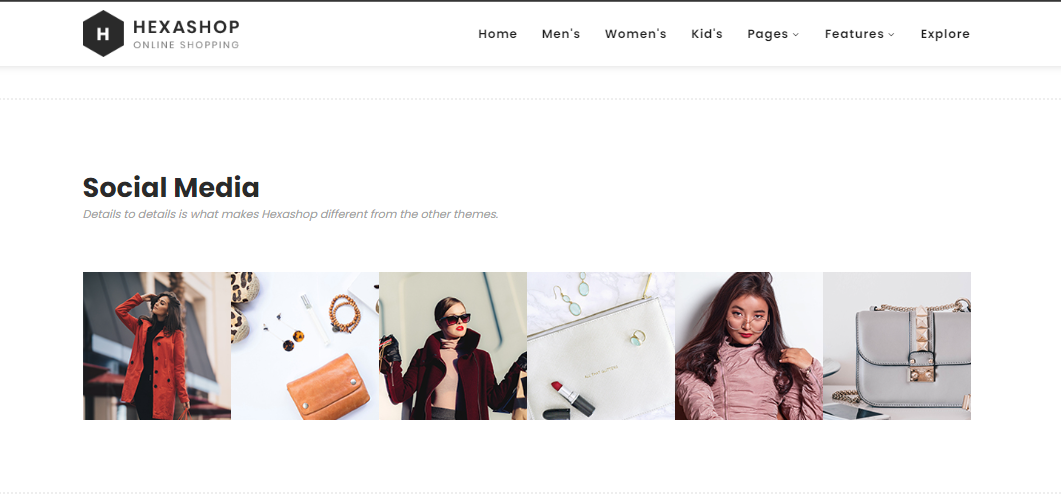 H
HEXASHOP
ONLINE SHOPPING
Home Men's Women's Kid's Pages Features Explore
Social Media
Details to details is what makes Hexashop different from the other themes.